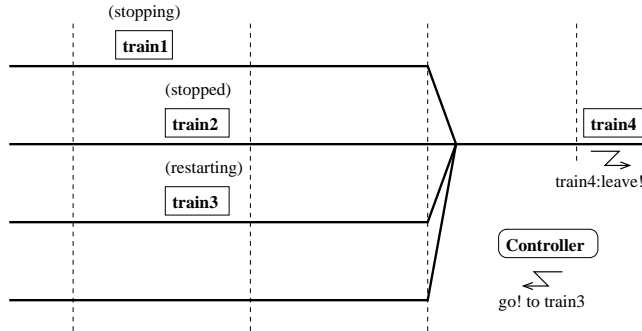 (stopping)
train1
(stopped)
train2
train4
(restarting)
train4:leave!
train3
Controller
go! to train3